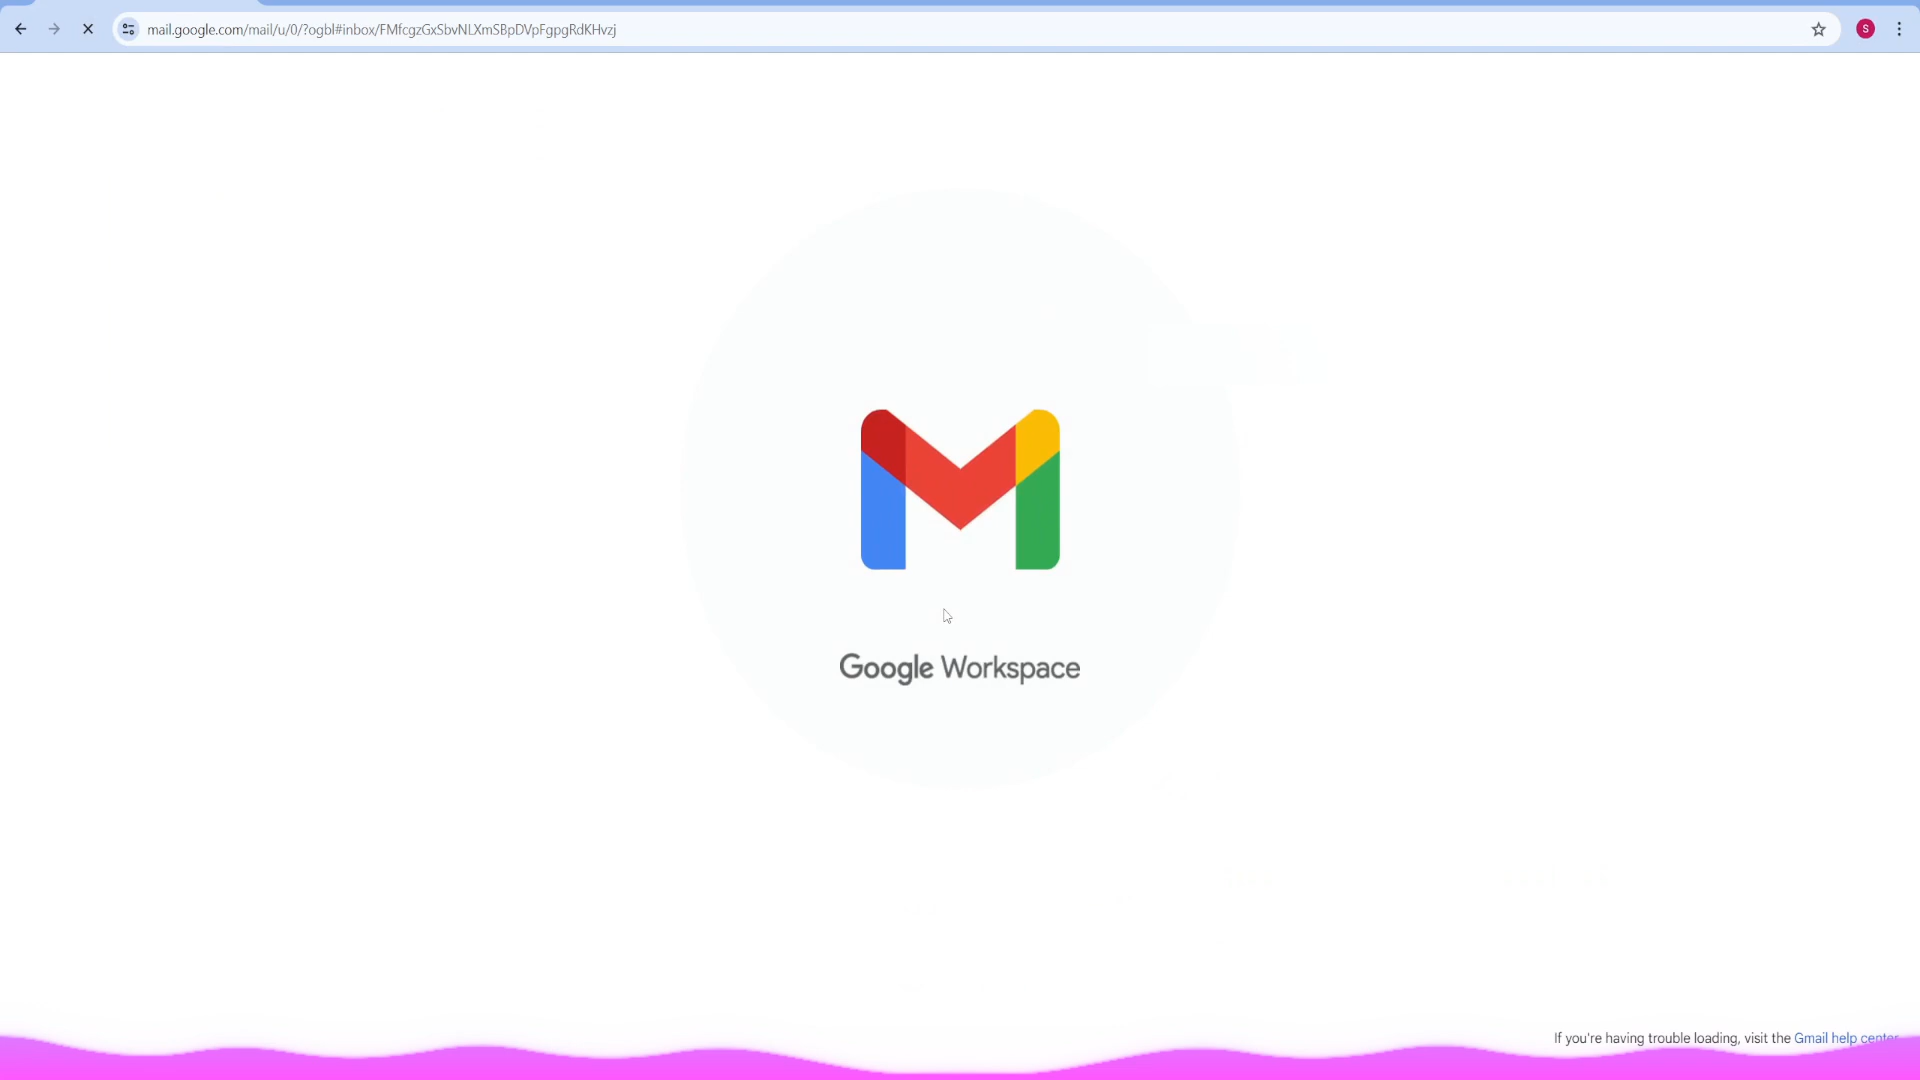 mail.google.com/mail/u/0/?ogbl#inbox/FMfcgzGxSbvNLXmSBpDVpFgpgRdKHvzj
S
Google Workspace
If you're having trouble loading, visit the Gmail help center.